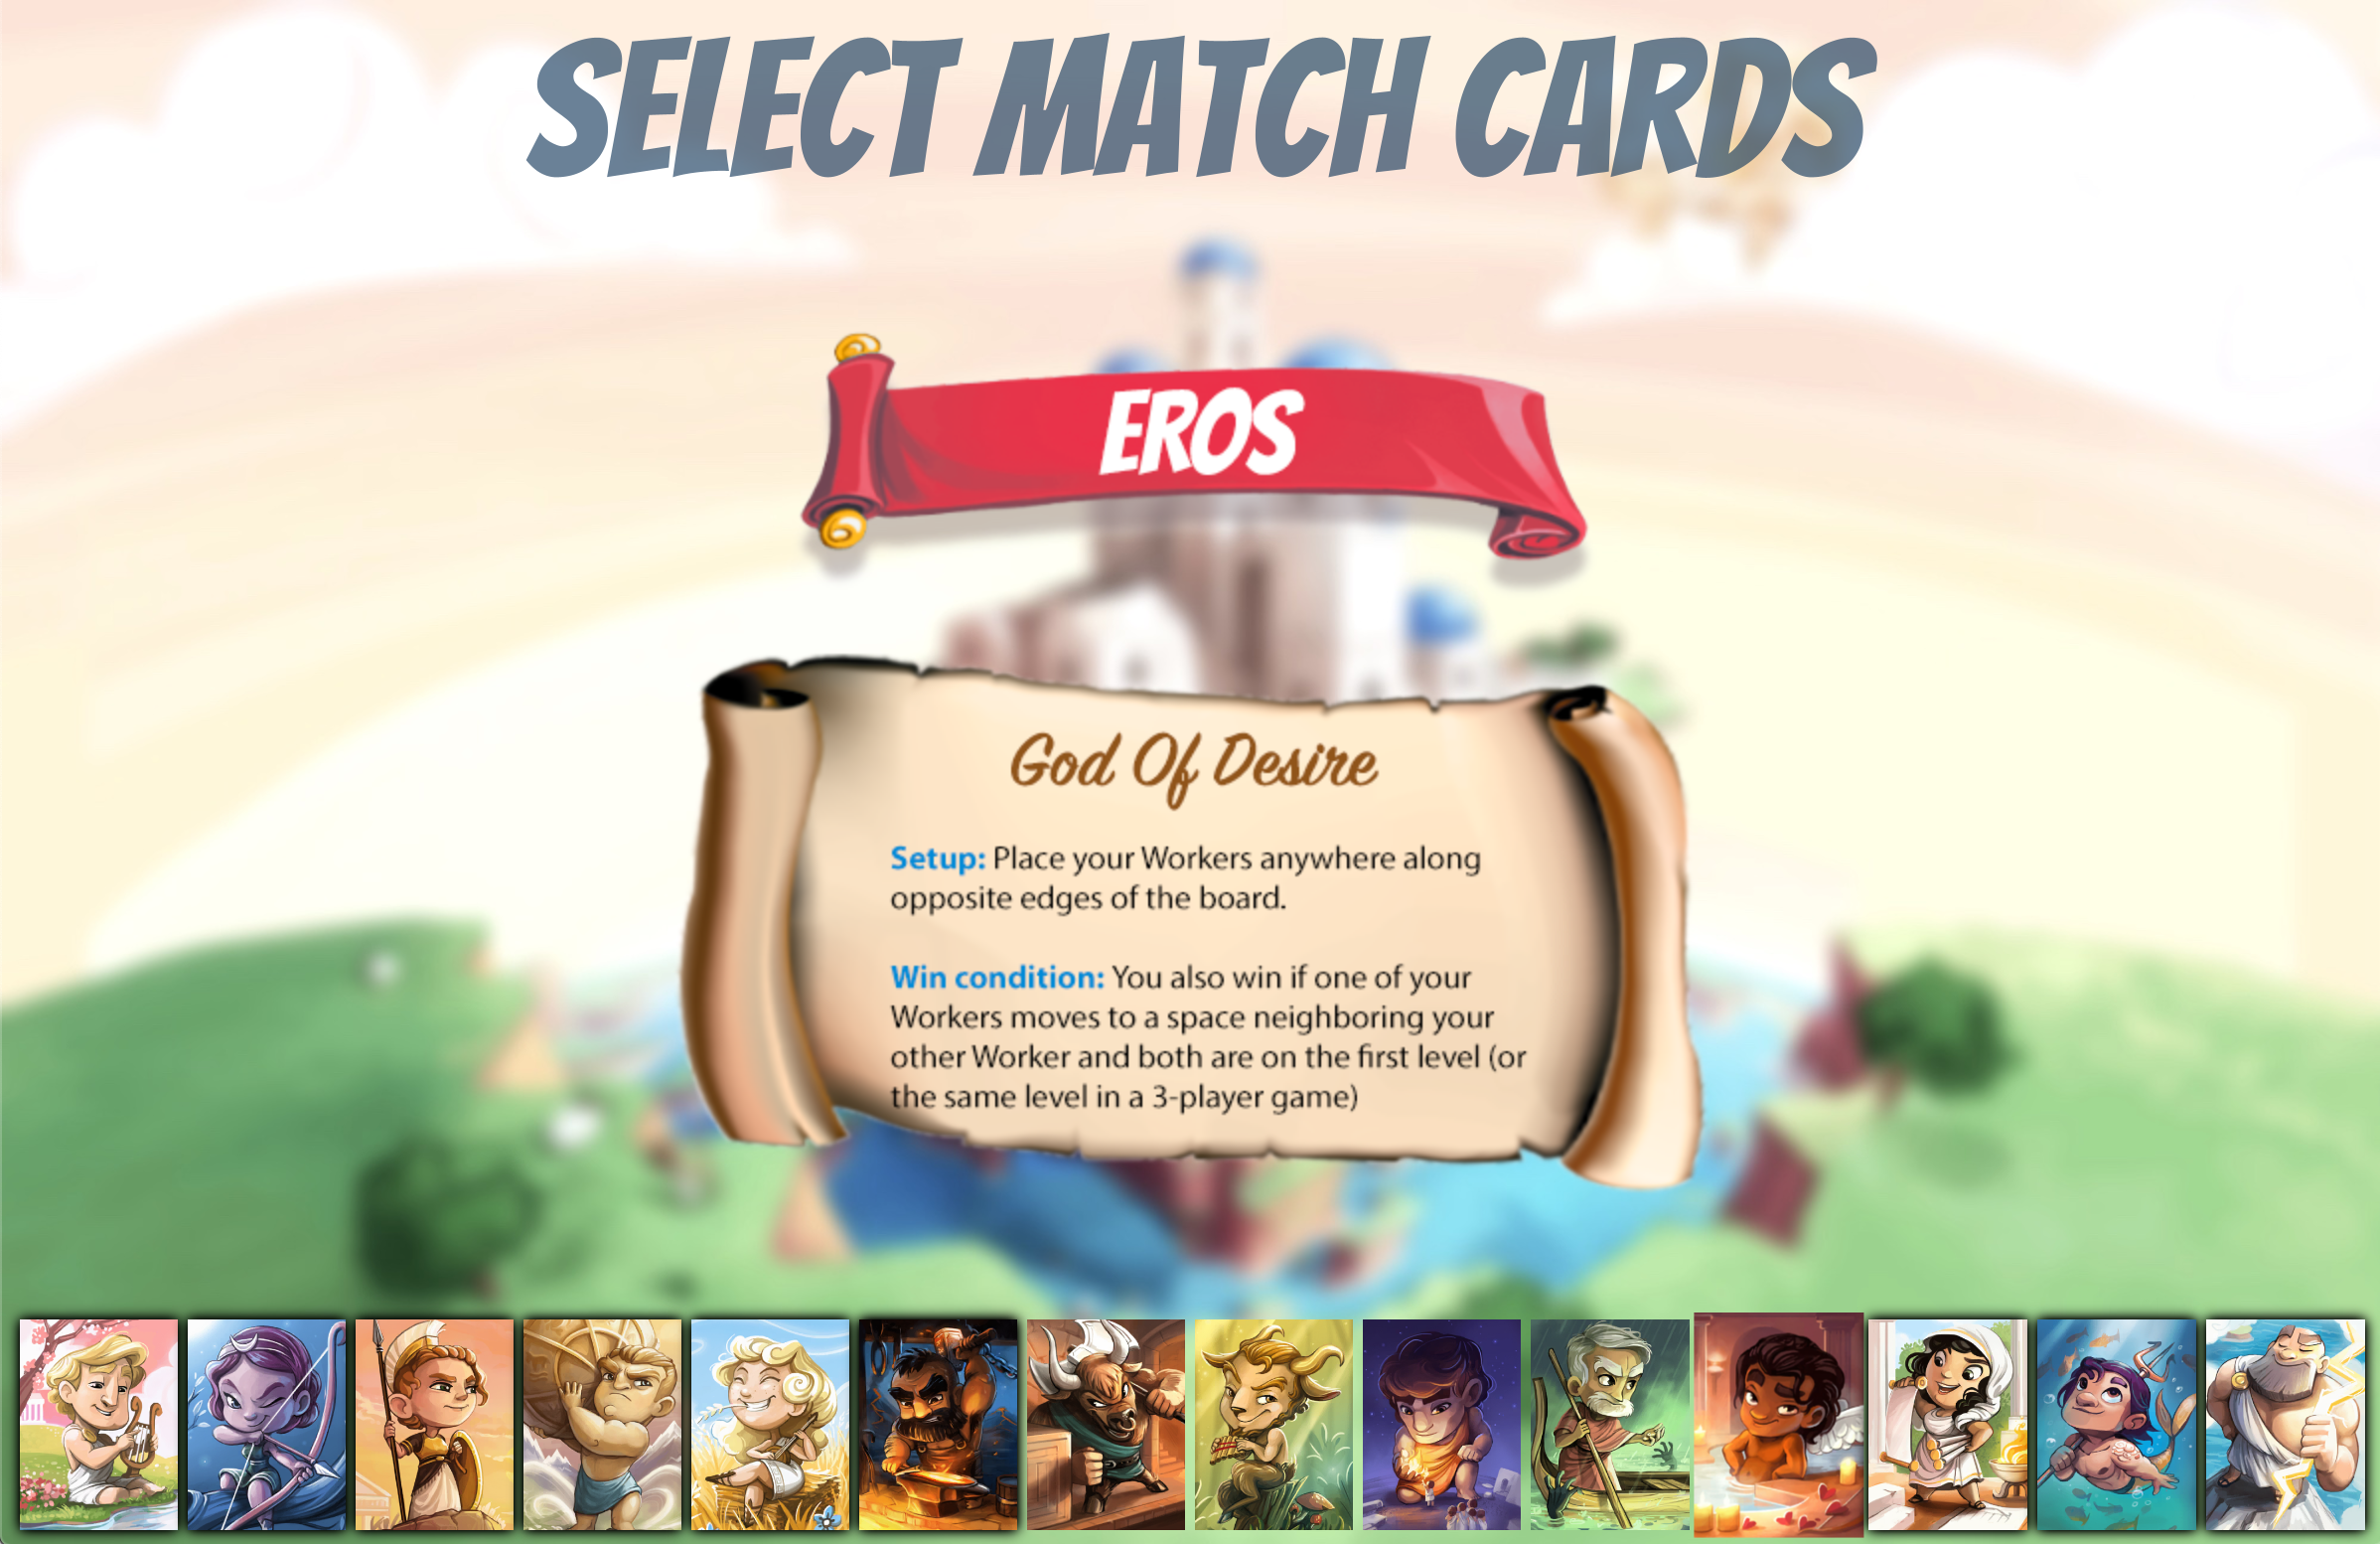 SELECT MATCH CARDS
EROS
God Of Desire
Setup: Place your Workers anywhere along
opposite edges of the board.
Win condition: You also win if one of your
Workers moves to a space neighboring your
other Worker and both are on the first level (or
the same level in a 3-player game)